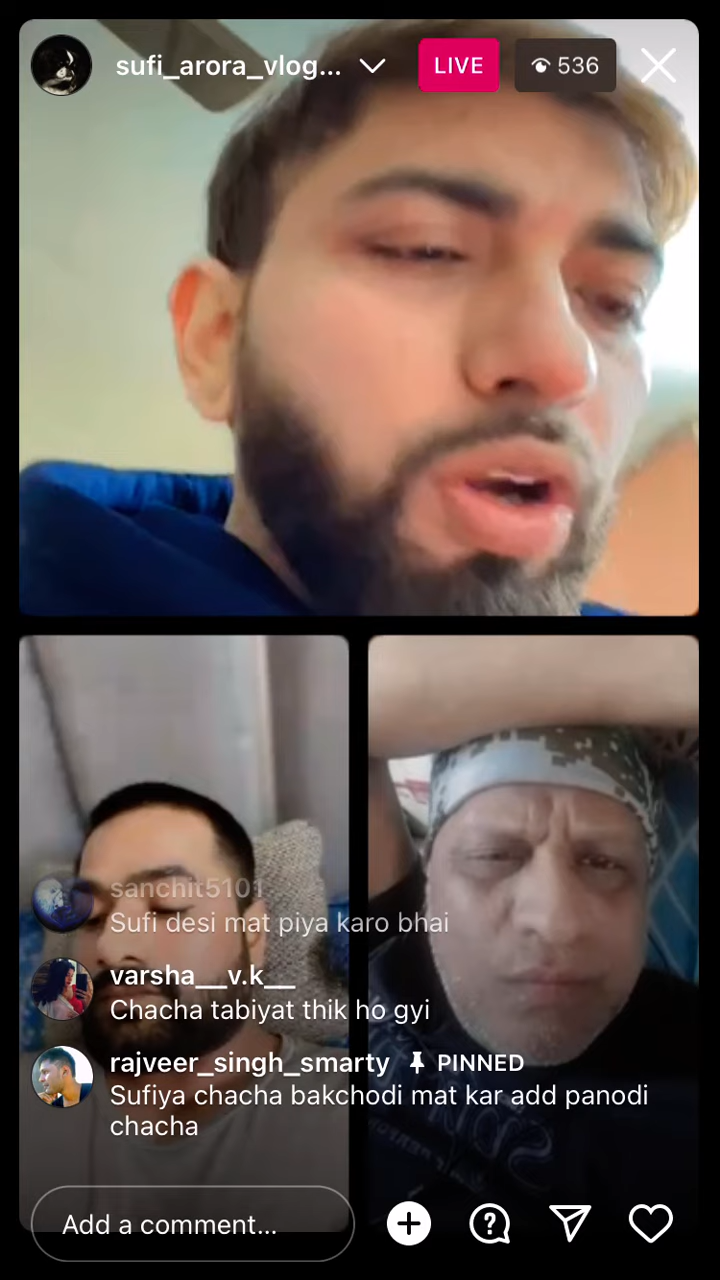 sufi_arora_vlog...
LIVE
536
sanchit5101
Sufi desi mat piya karo bhai
varsha__v.k__
Chacha tabiyat thik ho gyi
rajveer_singh_smarty PINNED
Sufiya chacha bakchodi mat kar add panodi
chacha
Add a comment...